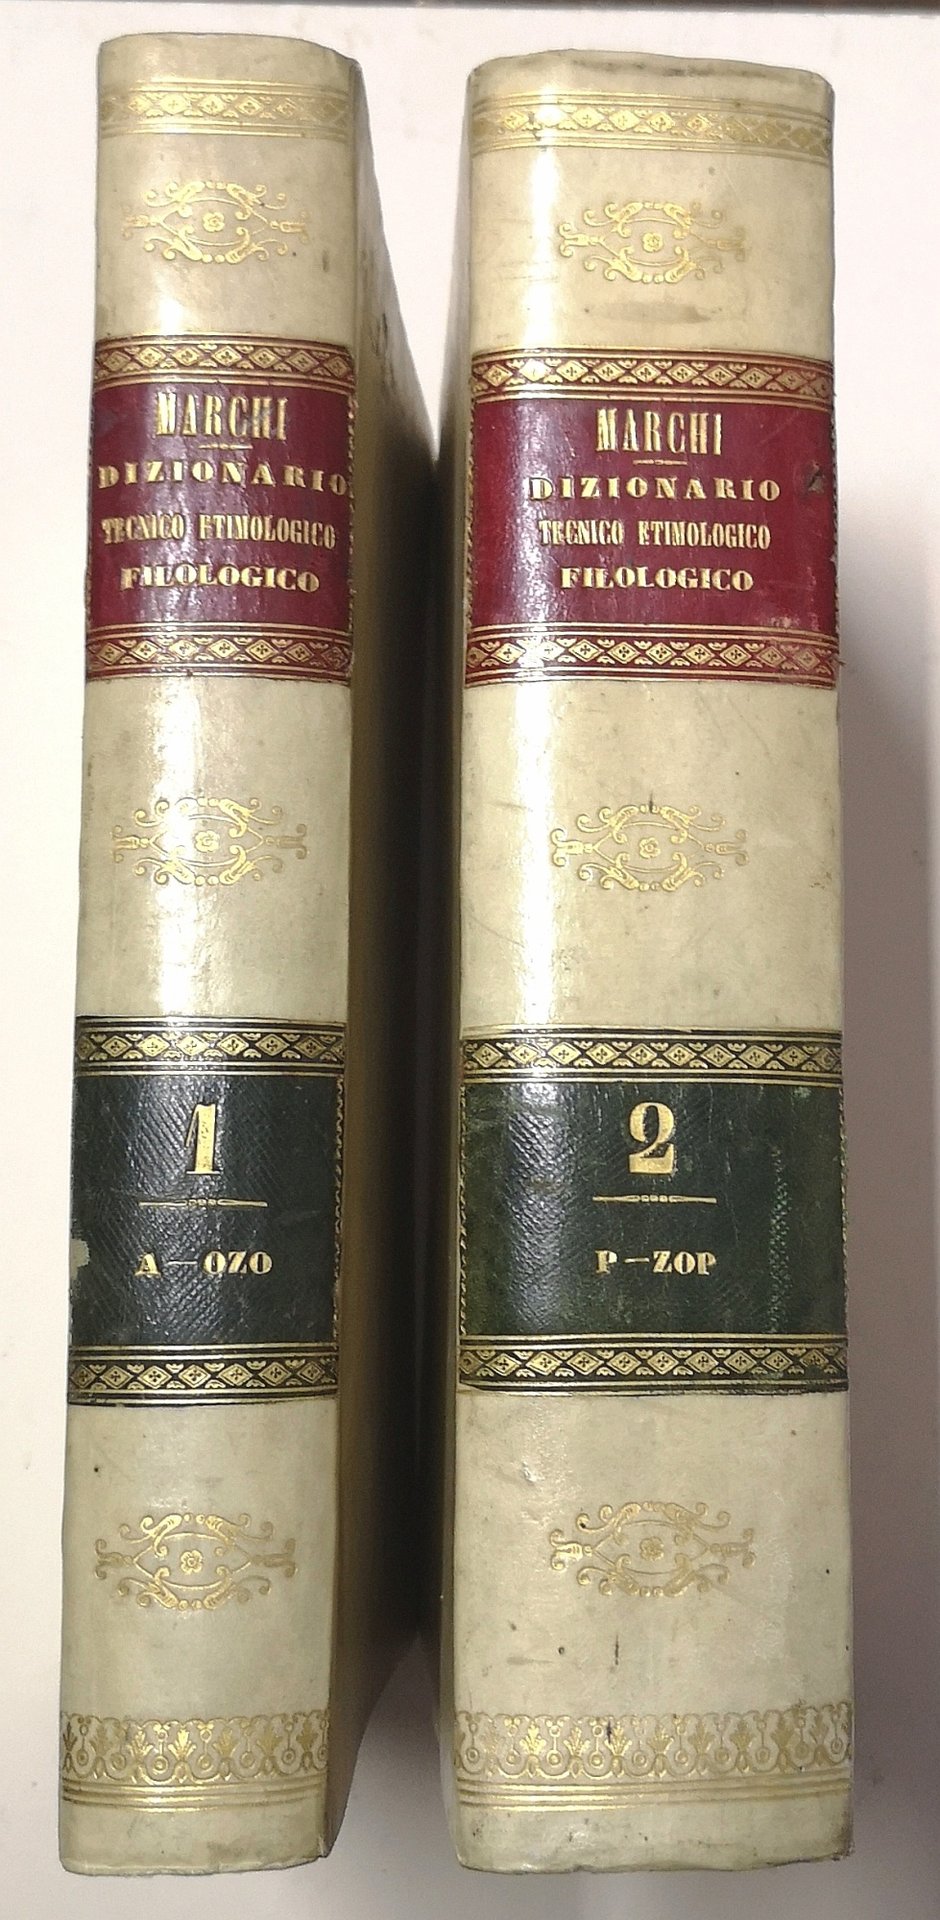 MARCHI
DIZIONARIO
TECNICO ETIMOLOGICO
FILOLOGICO
1
A—OZO
MARCHI
DIZIONARIO
TECNICO ETIMOLOGICO
FILOLOGICO
2
P—ZOP